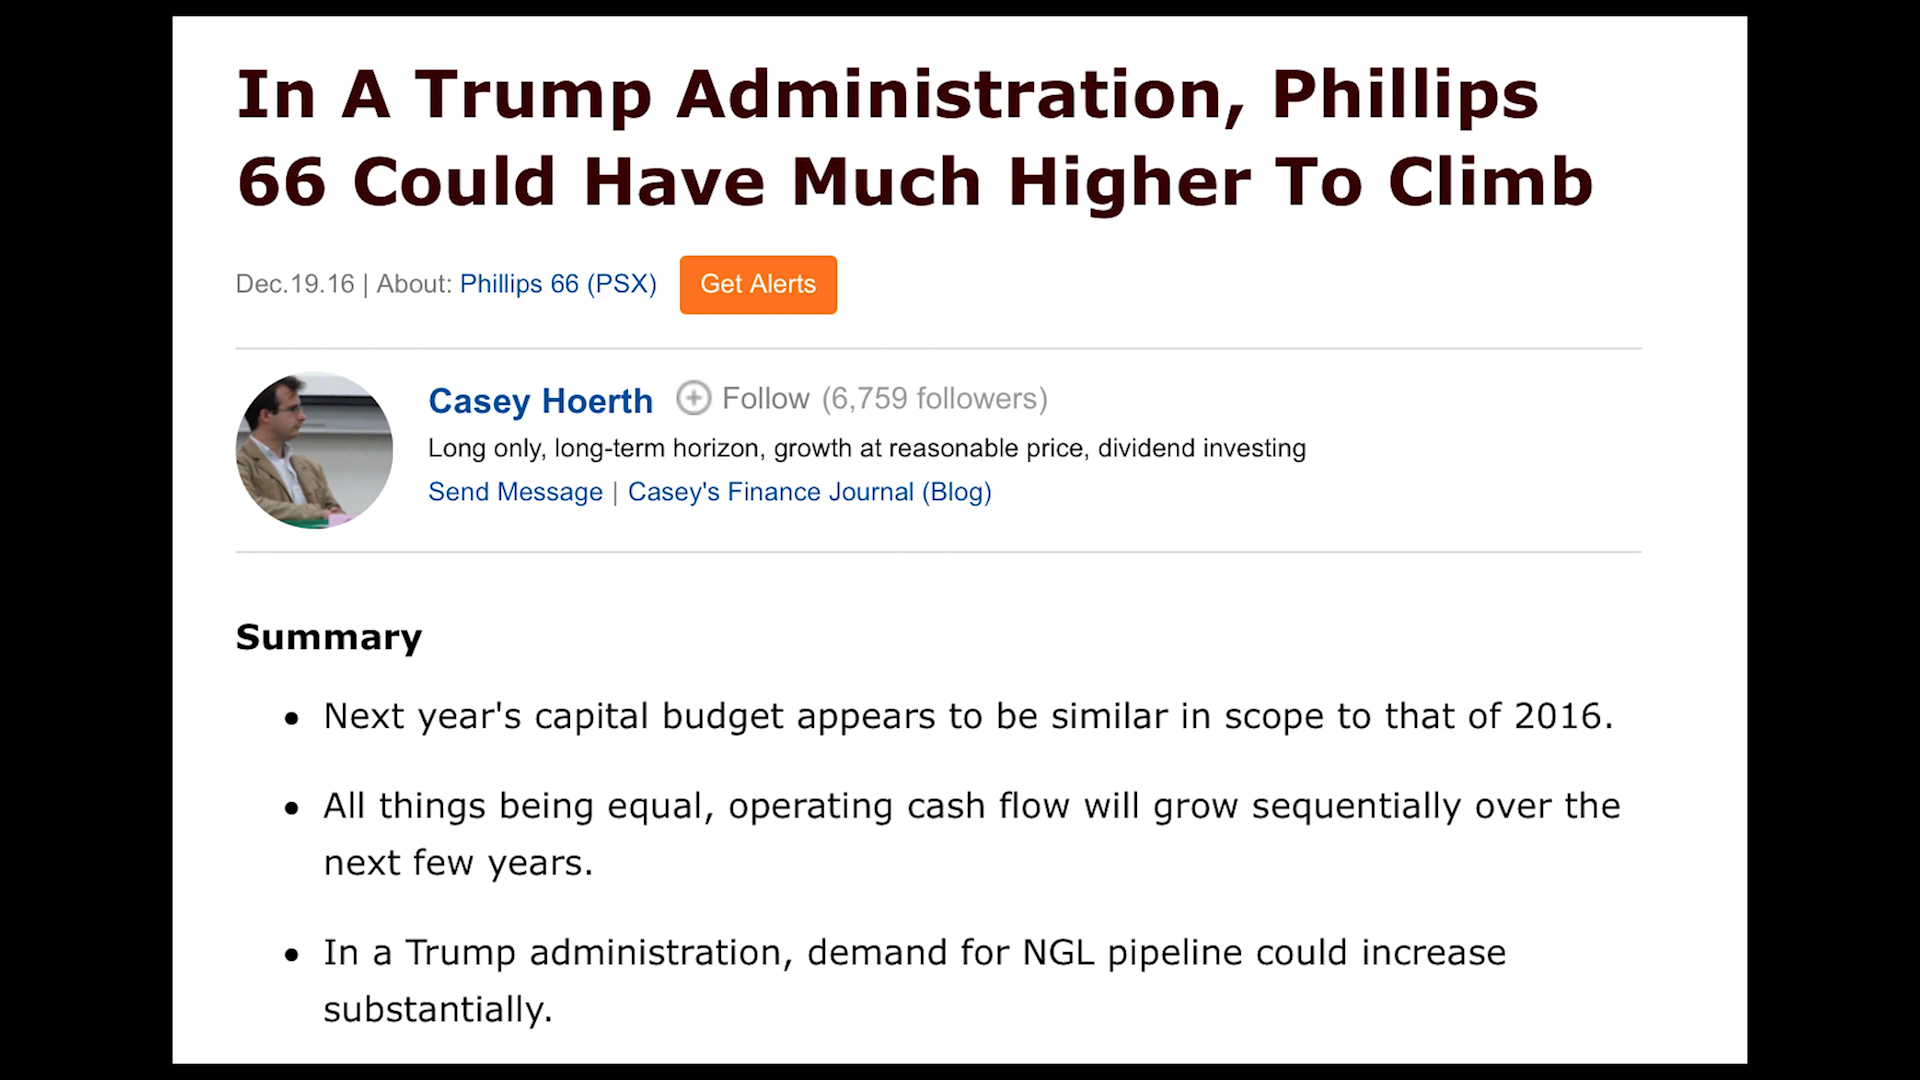 In A Trump Administration, Phillips
66 Could Have Much Higher To Climb
Dec.19.16 | About: Phillips 66 (PSX) Get Alerts
Casey Hoerth Follow (6,759 followers)
Long only, long-term horizon, growth at reasonable price, dividend investing
Send Message | Casey's Finance Journal (Blog)
Summary
• Next year's capital budget appears to be similar in scope to that of 2016.
• All things being equal, operating cash flow will grow sequentially over the
next few years.
• In a Trump administration, demand for NGL pipeline could increase
substantially.